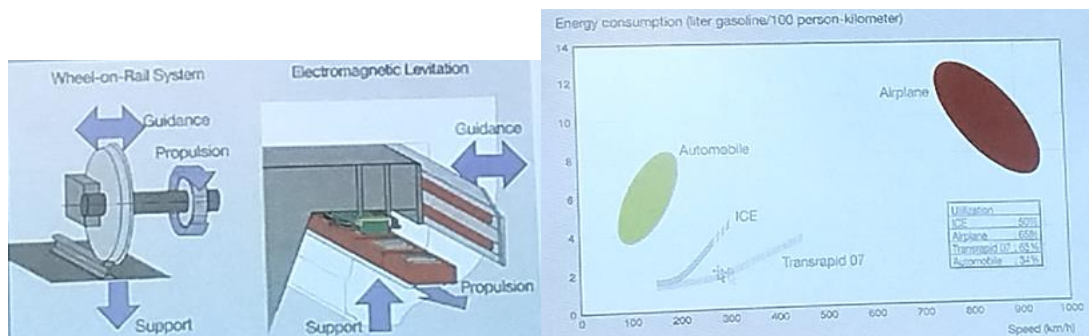 Wheel-on-Rail System
Guidance
Propulsion
Support
Electromagnetic Levitation
Guidance
Propulsion
Support
Energy consumption (liter gasoline/100 person-kilometer)
14
12
10
8
6
4
2
0
Airplane
Automobile
ICE
Transrapid 07
Utilization
ICE 50%
Airplane 65%
Transrapid 07 : 65%
Automobile : 34%
0 100 200 300 400 500 600 700 800 900
Speed (km/h)